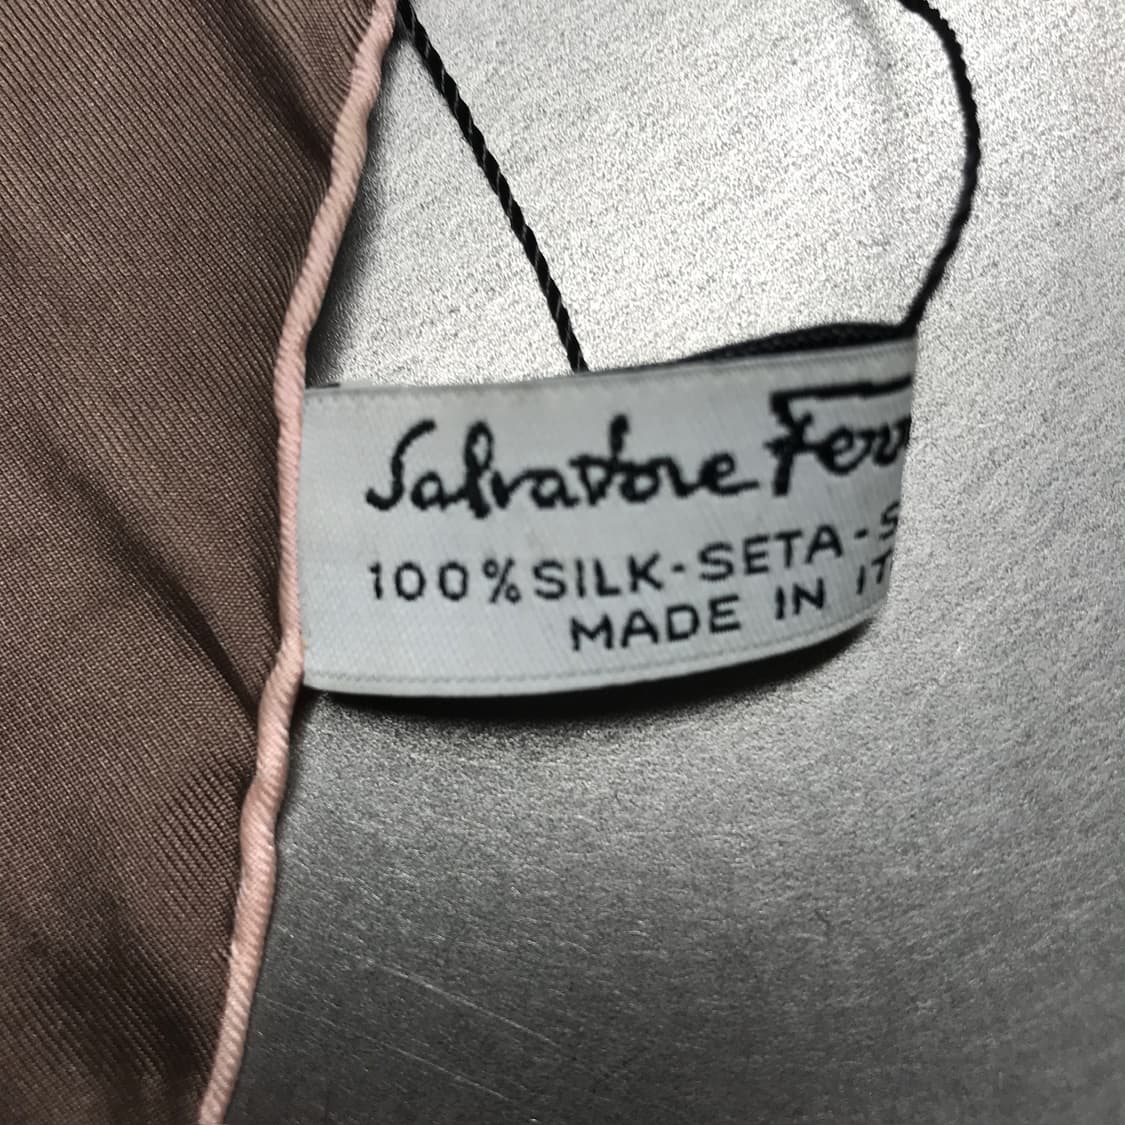 Salvatore Ferr
100% SILK-SETA-S
MADE IN IT